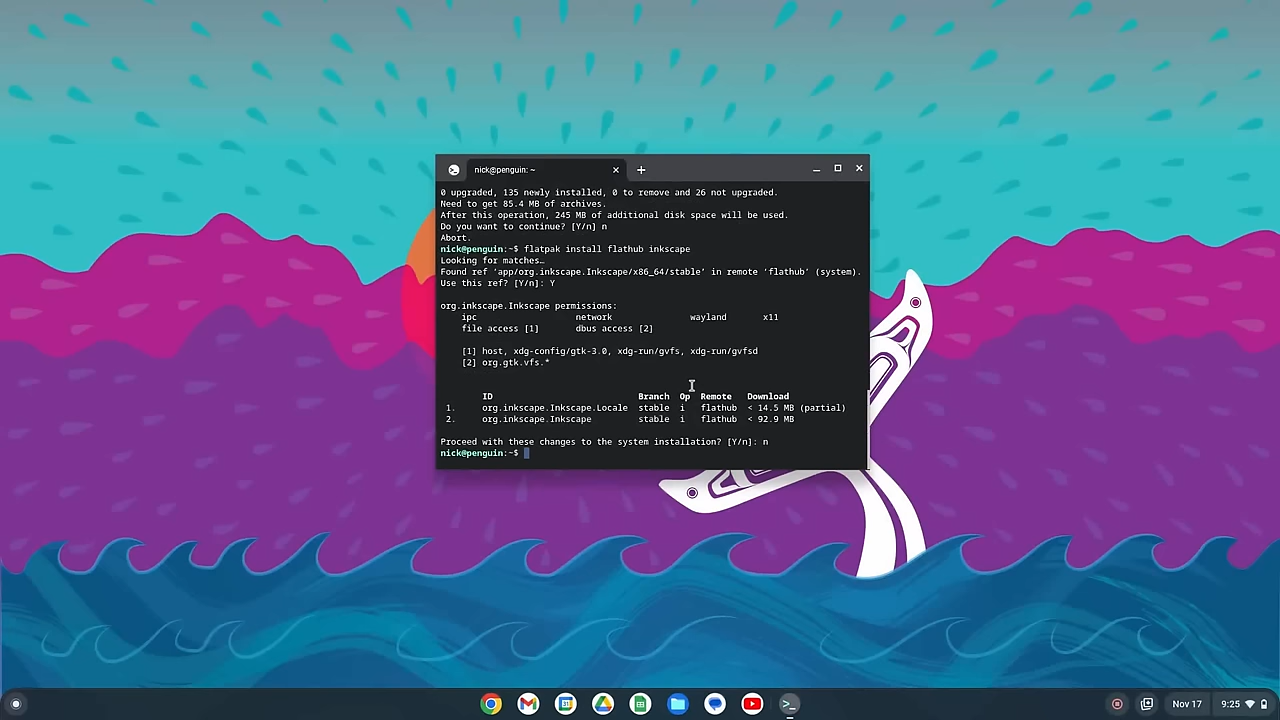 nick@penguin: ~
0 upgraded, 135 newly installed, 0 to remove and 26 not upgraded.
Need to get 85.4 MB of archives.
After this operation, 245 MB of additional disk space will be used.
Do you want to continue? [Y/n] n
Abort.
nick@penguin:~$ flatpak install flathub inkscape
Looking for matches…
Found ref ‘app/org.inkscape.Inkscape/x86_64/stable’ in remote ‘flathub’ (system).
Use this ref? [Y/n]: Y
org.inkscape.Inkscape permissions:
ipc network wayland x11
file access [1] dbus access [2]
[1] host, xdg-config/gtk-3.0, xdg-run/gvfs, xdg-run/gvfsd
[2] org.gtk.vfs.*
ID Branch Op Remote Download
1. org.inkscape.Inkscape.Locale stable i flathub < 14.5 MB (partial)
2. org.inkscape.Inkscape stable i flathub < 92.9 MB
Proceed with these changes to the system installation? [Y/n]: n
nick@penguin:~$
31
Nov 17 9:25